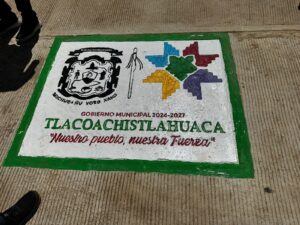 GOBIERNO MUNICIPAL 2024-2027
TLACOACHISTLAHUACA
"Nuestro pueblo, nuestra Fuerza"